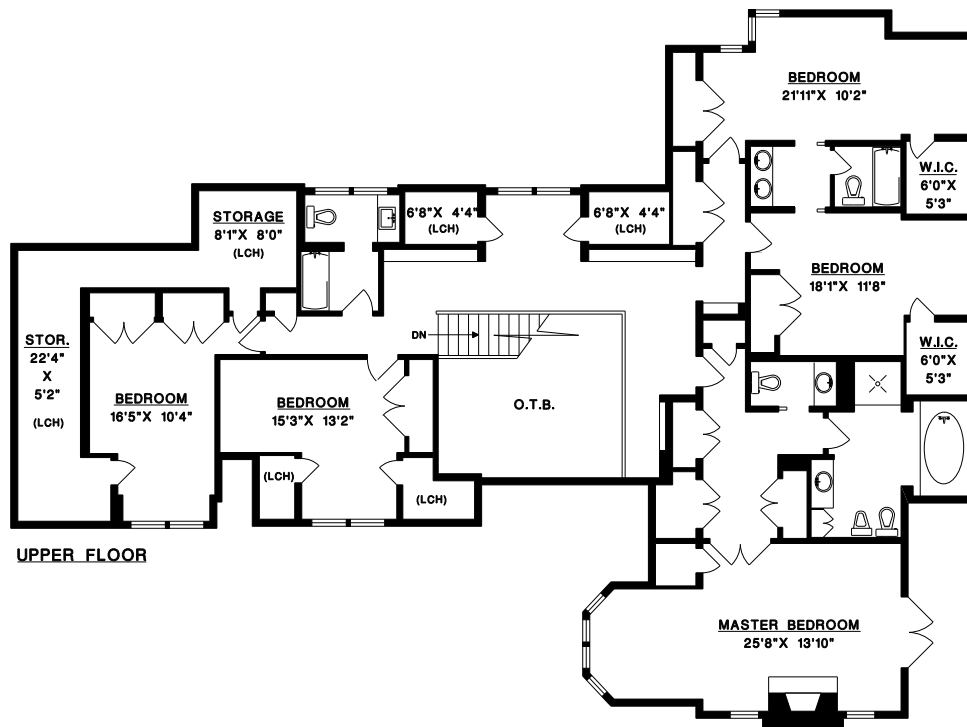 BEDROOM
21'11"X 10'2"
W.I.C.
6'0"X
5'3"
STORAGE
8'1"X 8'0"
(LCH)
6'8"X 4'4"
(LCH)
6'8"X 4'4"
(LCH)
BEDROOM
18'1"X 11'8"
W.I.C.
6'0"X
5'3"
STOR.
22'4"
X
5'2"
(LCH)
DN
BEDROOM
16'5"X 10'4"
BEDROOM
15'3"X 13'2"
O.T.B.
(LCH)
(LCH)
UPPER FLOOR
MASTER BEDROOM
25'8"X 13'10"